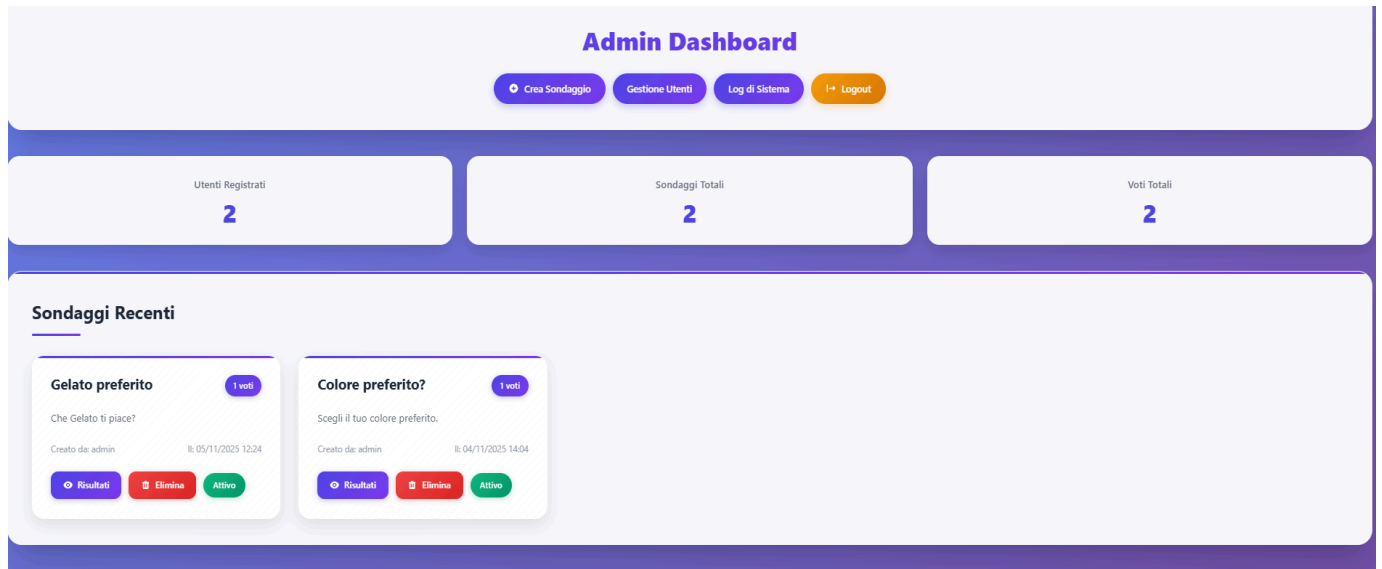 Admin Dashboard
Crea Sondaggio Gestione Utenti Log di Sistema Logout
Utenti Registrati Sondaggi Totali Voti Totali
2 2 2
Sondaggi Recenti
Gelato preferito 1 voti
Che Gelato ti piace?
Creato da: admin Il: 05/11/2025 12:24
Risultati Elimina Attivo
Colore preferito? 1 voti
Scegli il tuo colore preferito.
Creato da: admin Il: 04/11/2025 14:04
Risultati Elimina Attivo